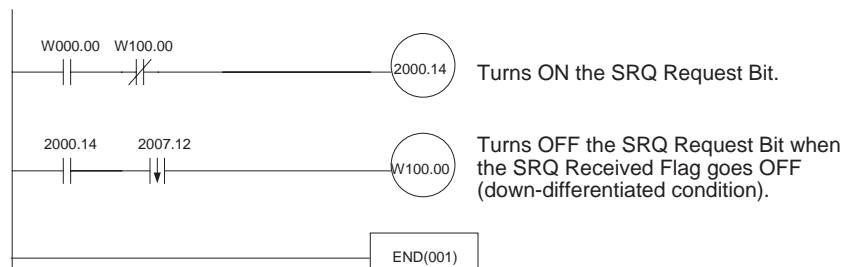 W000.00 W100.00
2000.14 Turns ON the SRQ Request Bit.
2000.14 2007.12
W100.00
Turns OFF the SRQ Request Bit when
the SRQ Received Flag goes OFF
(down-differentiated condition).
END(001)